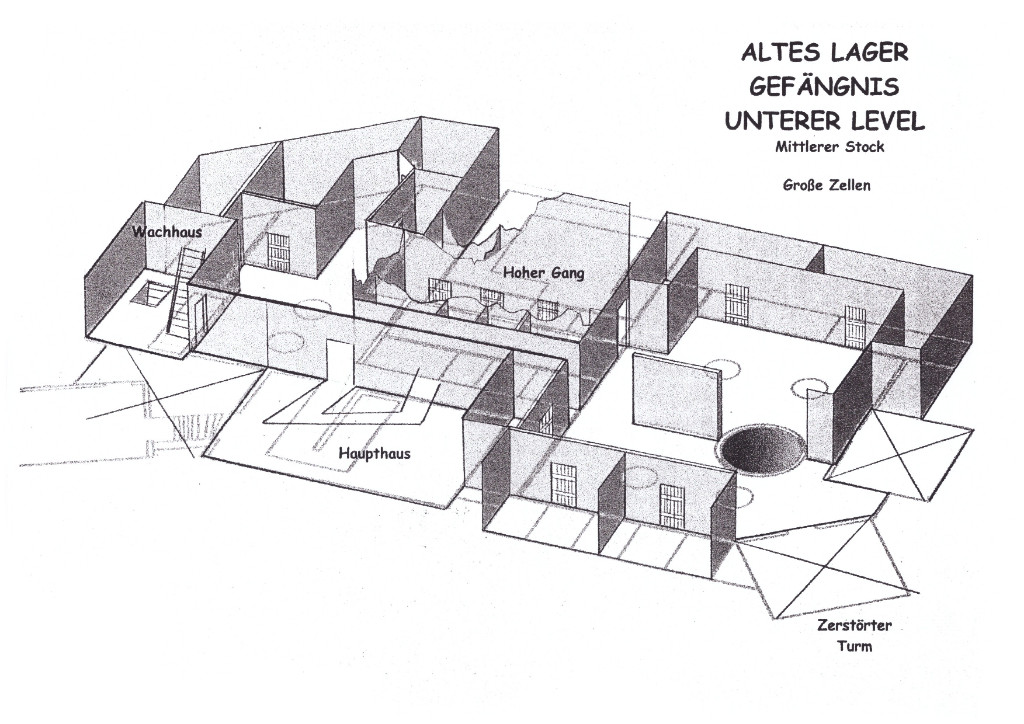 ALTES LAGER
GEFÄNGNIS
UNTERER LEVEL
Mittlerer Stock
Große Zellen
Wachhaus
Hoher Gang
Haupthaus
Zerstörter
Turm